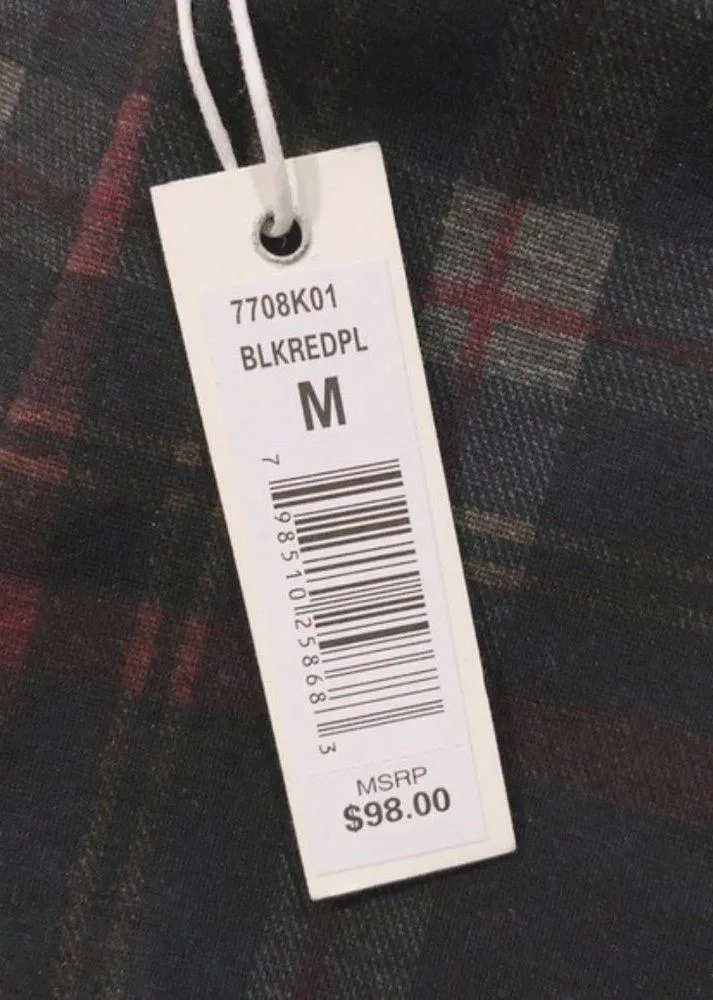 7708K01
BLKREDPL
M
7 98510 25868 3
MSRP
$98.00